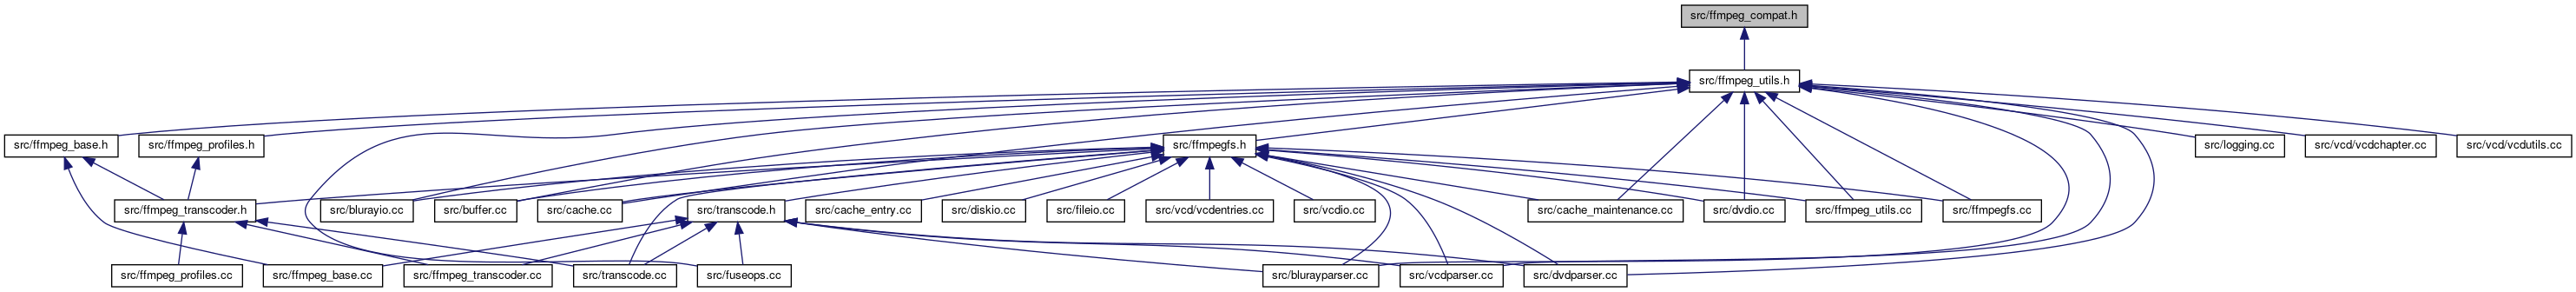 src/ffmpeg_compat.h
src/ffmpeg_utils.h
src/ffmpeg_base.h
src/ffmpeg_profiles.h
src/ffmpegfs.h
src/logging.cc
src/vcd/vcdchapter.cc
src/vcd/vcdutils.cc
src/ffmpeg_transcoder.h
src/blurayio.cc
src/buffer.cc
src/cache.cc
src/transcode.h
src/cache_entry.cc
src/diskio.cc
src/fileio.cc
src/vcd/vcdentries.cc
src/vcdio.cc
src/cache_maintenance.cc
src/dvdio.cc
src/ffmpeg_utils.cc
src/ffmpegfs.cc
src/ffmpeg_profiles.cc
src/ffmpeg_base.cc
src/ffmpeg_transcoder.cc
src/transcode.cc
src/fuseops.cc
src/blurayparser.cc
src/vcdparser.cc
src/dvdparser.cc